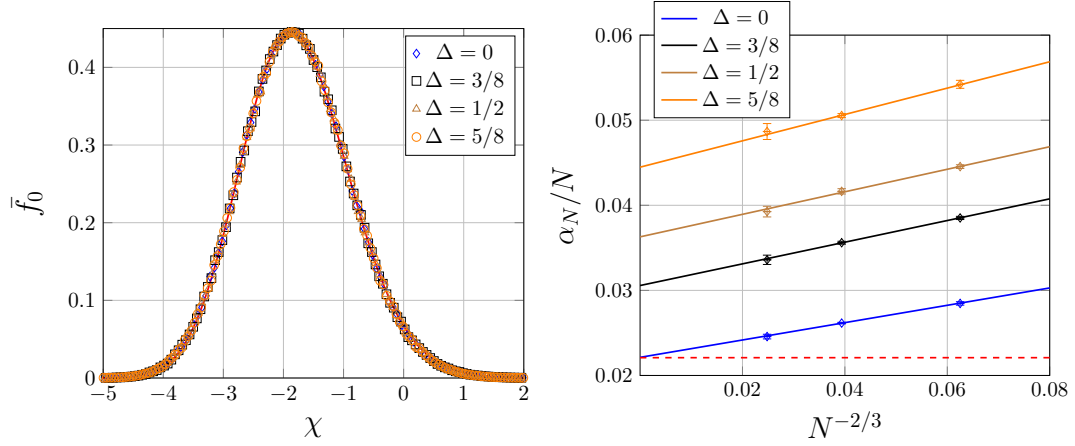 Δ = 0
Δ = 3/8
Δ = 1/2
Δ = 5/8
0.4
0.3
0.2
0.1
0
−5
−4
−3
−2
−1
0
1
2
f̄₀
χ
Δ = 0
Δ = 3/8
Δ = 1/2
Δ = 5/8
0.06
0.05
0.04
0.03
0.02
0.02
0.04
0.06
0.08
α_N/N
N^{−2/3}